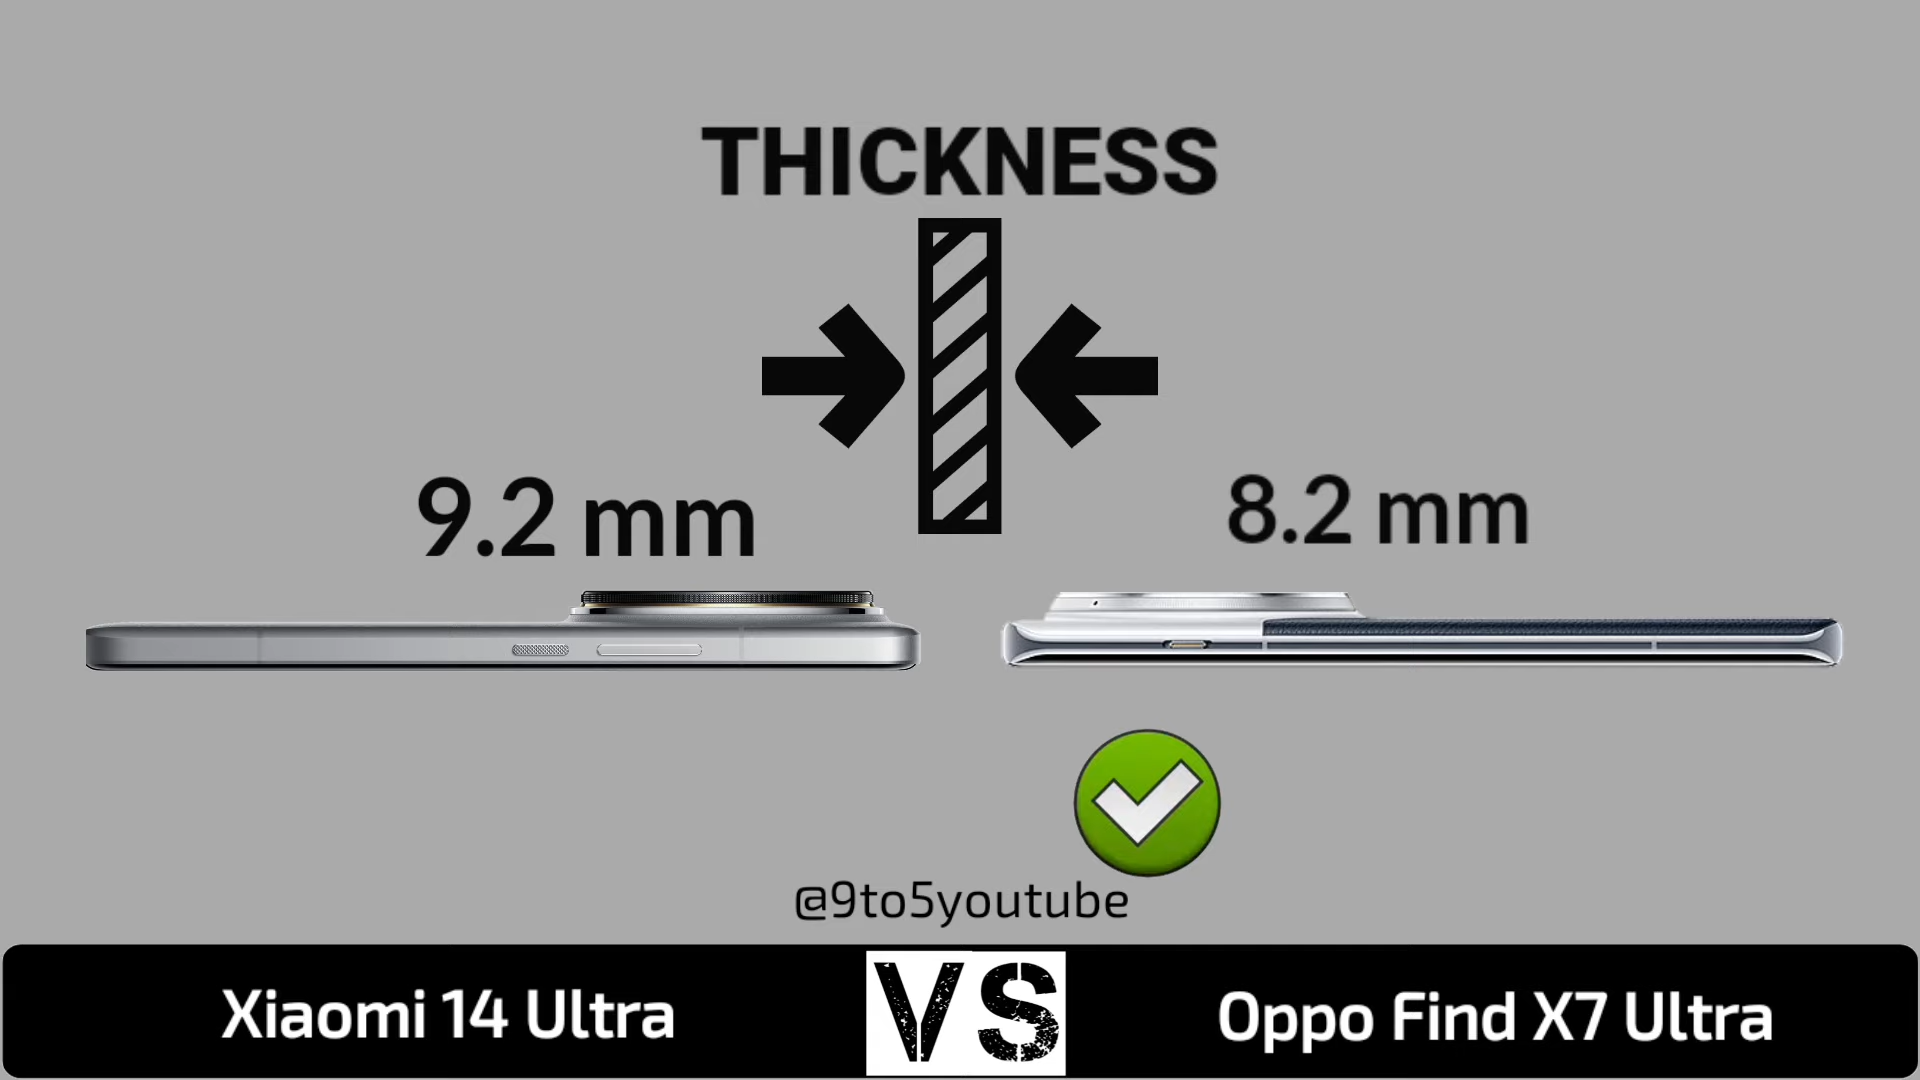 THICKNESS
9.2 mm
8.2 mm
@9to5youtube
Xiaomi 14 Ultra
VS
Oppo Find X7 Ultra